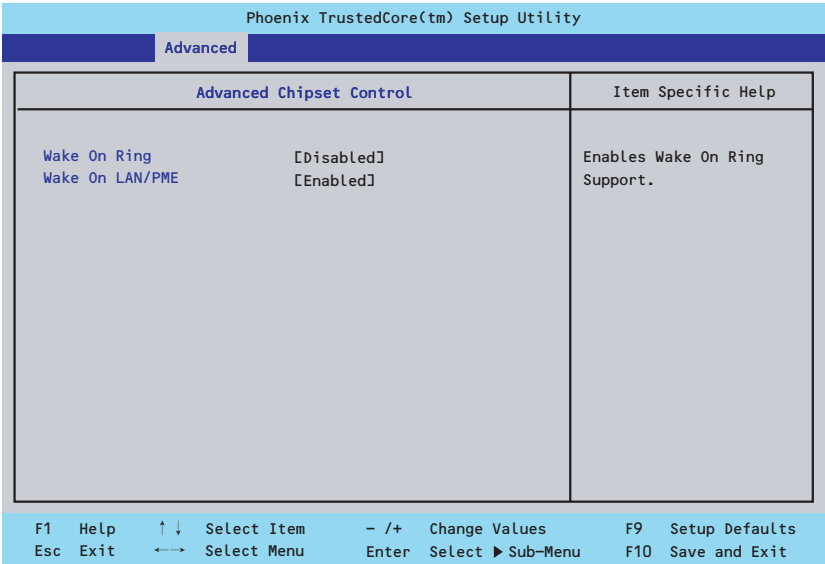 Phoenix TrustedCore(tm) Setup Utility
Advanced
Advanced Chipset Control
Item Specific Help
Wake On Ring [Disabled]
Wake On LAN/PME [Enabled]
Enables Wake On Ring
Support.
F1 Help ↑↓ Select Item – /+ Change Values F9 Setup Defaults
Esc Exit ←→ Select Menu Enter Select ▶ Sub–Menu F10 Save and Exit